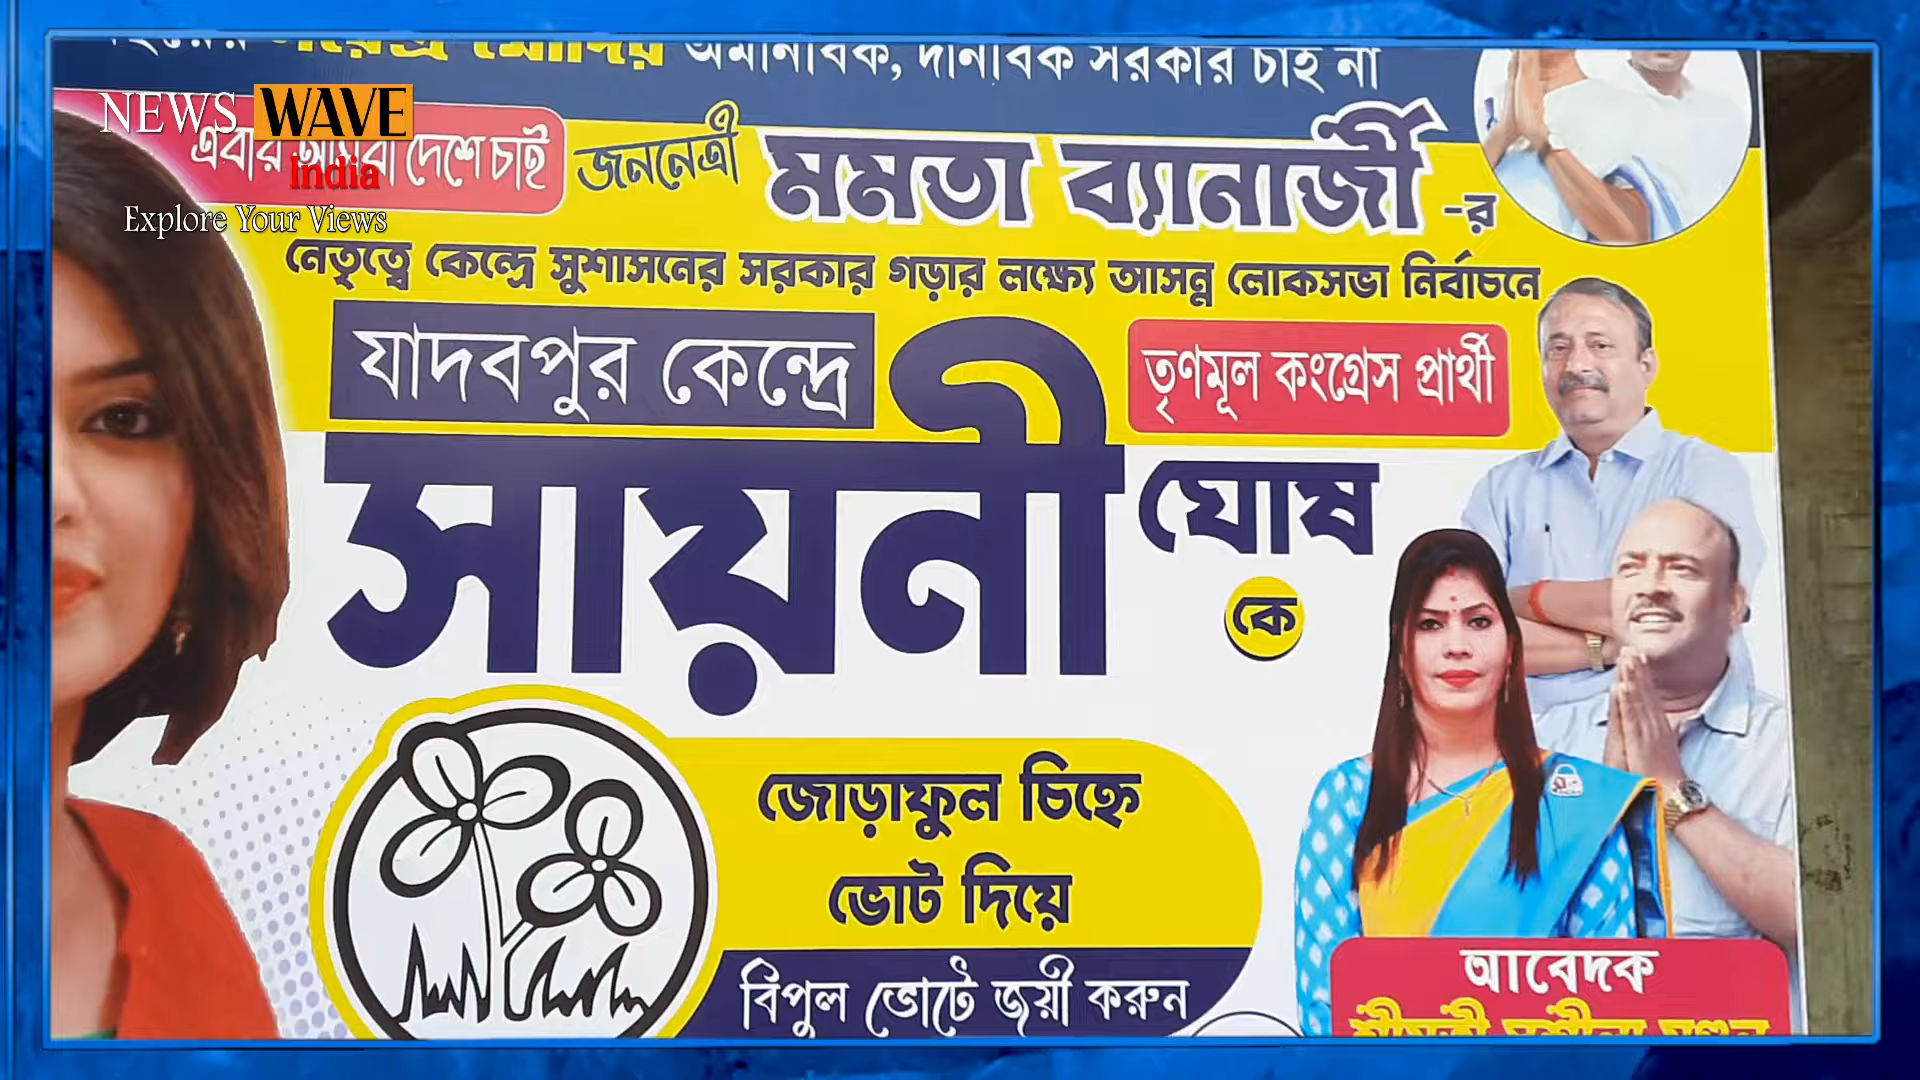 অমানবিক, দানবিক সরকার চাই না
NEWS WAVE
India
Explore Your Views
এবার আমরা দেশে চাই
জননেত্রী মমতা ব্যানার্জী -র
নেতৃত্বে কেন্দ্রে সুশাসনের সরকার গড়ার লক্ষ্যে আসন্ন লোকসভা নির্বাচনে
যাদবপুর কেন্দ্রে
তৃণমূল কংগ্রেস প্রার্থী
সায়নী ঘোষ
কে
জোড়াফুল চিহ্নে
ভোট দিয়ে
বিপুল ভোটে জয়ী করুন
আবেদক